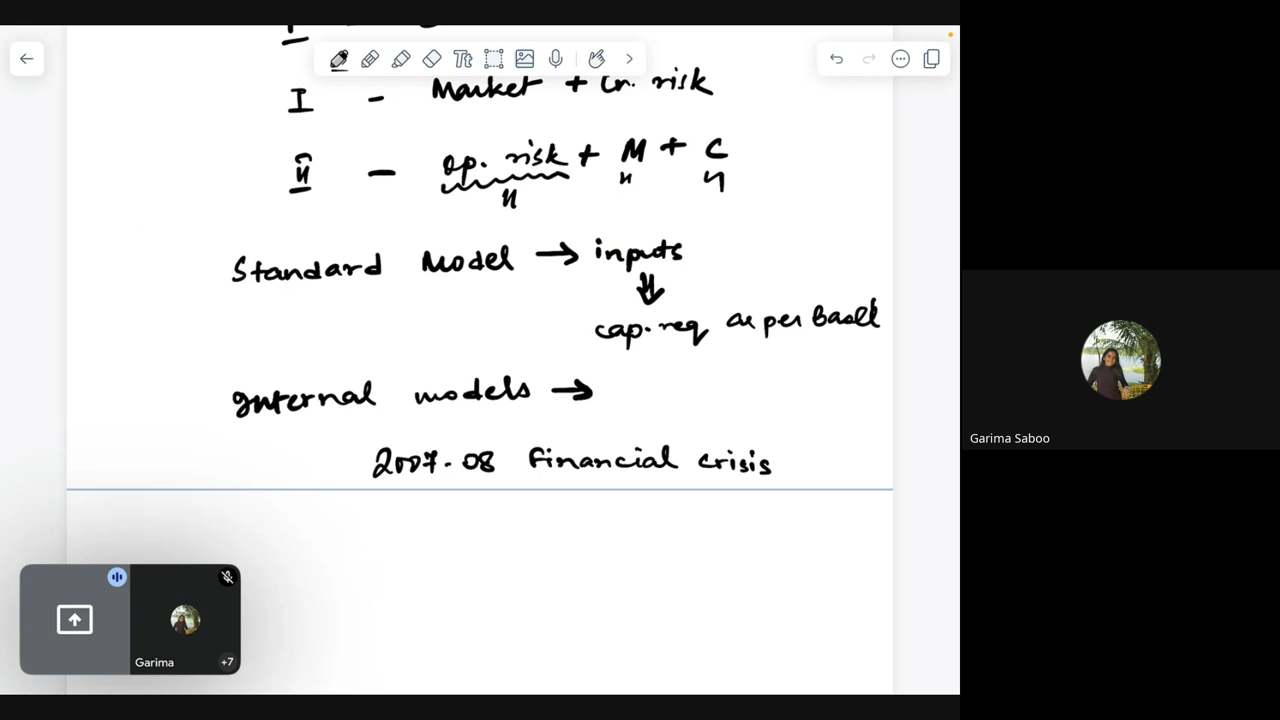 I - Market + Cr. risk
II - op. risk + M + C
Standard Model → inputs
cap. req as per Basel
Internal models →
2007-08 Financial crisis
Garima Saboo
Garima
+7
Tt